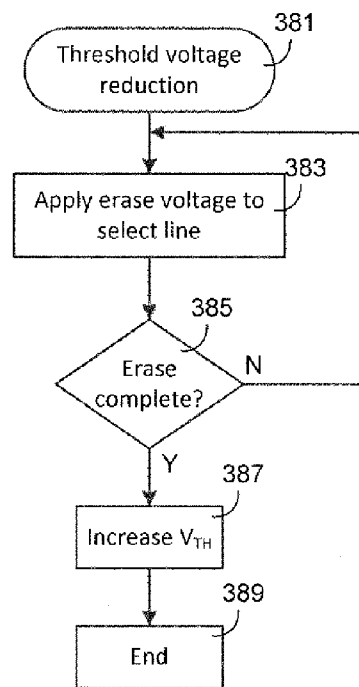 381
Threshold voltage
reduction
383
Apply erase voltage to
select line
385
Erase
complete?
N
Y
387
Increase V_TH
389
End